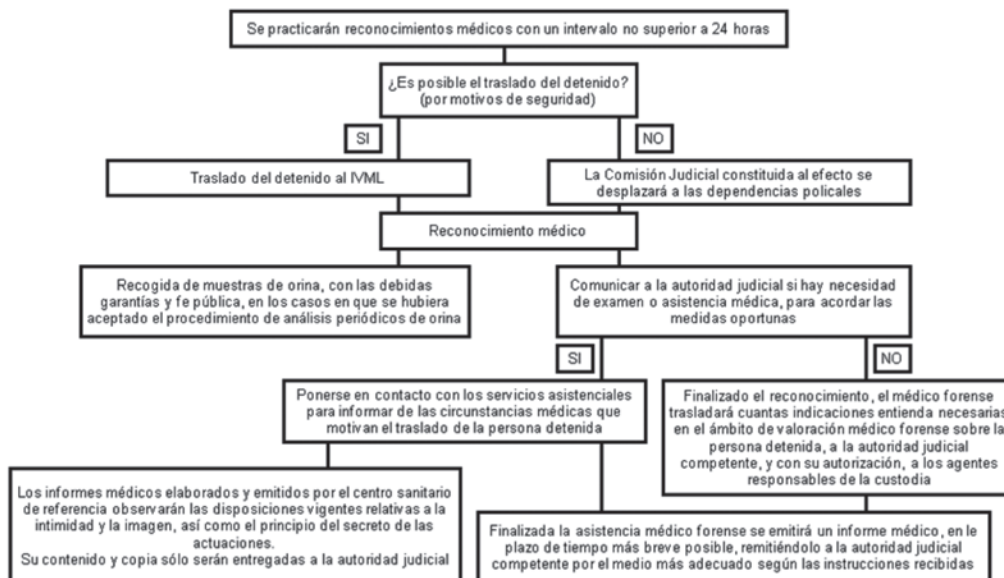 Se practicarán reconocimientos médicos con un intervalo no superior a 24 horas
¿Es posible el traslado del detenido?
(por motivos de seguridad)
SI
NO
Traslado del detenido al IVML
La Comisión Judicial constituida al efecto se
desplazará a las dependencias policales
Reconocimiento médico
Recogida de muestras de orina, con las debidas
garantías y fe pública, en los casos en que se hubiera
aceptado el procedimiento de análisis periódicos de orina
Comunicar a la autoridad judicial si hay necesidad
de examen o asistencia médica, para acordar las
medidas oportunas
SI
NO
Ponerse en contacto con los servicios asistenciales
para informar de las circunstancias médicas que
motivan el traslado de la persona detenida
Finalizado el reconocimiento, el médico forense
trasladará cuantas indicaciones entienda necesarias,
en el ámbito de valoración médico forense sobre la
persona detenida, a la autoridad judicial
competente, y con su autorización, a los agentes
responsables de la custodia
Los informes médicos elaborados y emitidos por el centro sanitario
de referencia observarán las disposiciones vigentes relativas a la
intimidad y la imagen, así como el principio del secreto de las
actuaciones.
Su contenido y copia sólo serán entregadas a la autoridad judicial
Finalizada la asistencia médico forense se emitirá un informe médico, en le
plazo de tiempo más breve posible, remitiéndolo a la autoridad judicial
competente por el medio más adecuado según las instrucciones recibidas